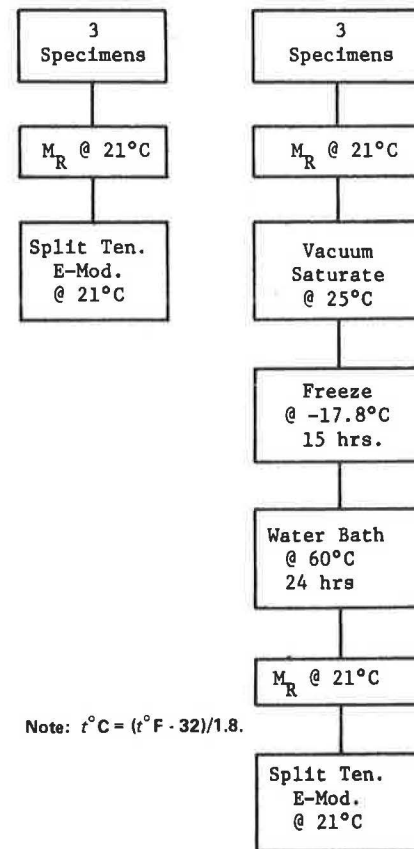 3
Specimens
M_R @ 21°C
Split Ten.
E-Mod.
@ 21°C
3
Specimens
M_R @ 21°C
Vacuum
Saturate
@ 25°C
Freeze
@ -17.8°C
15 hrs.
Water Bath
@ 60°C
24 hrs
M_R @ 21°C
Split Ten.
E-Mod.
@ 21°C
Note: t°C = (t°F - 32)/1.8.